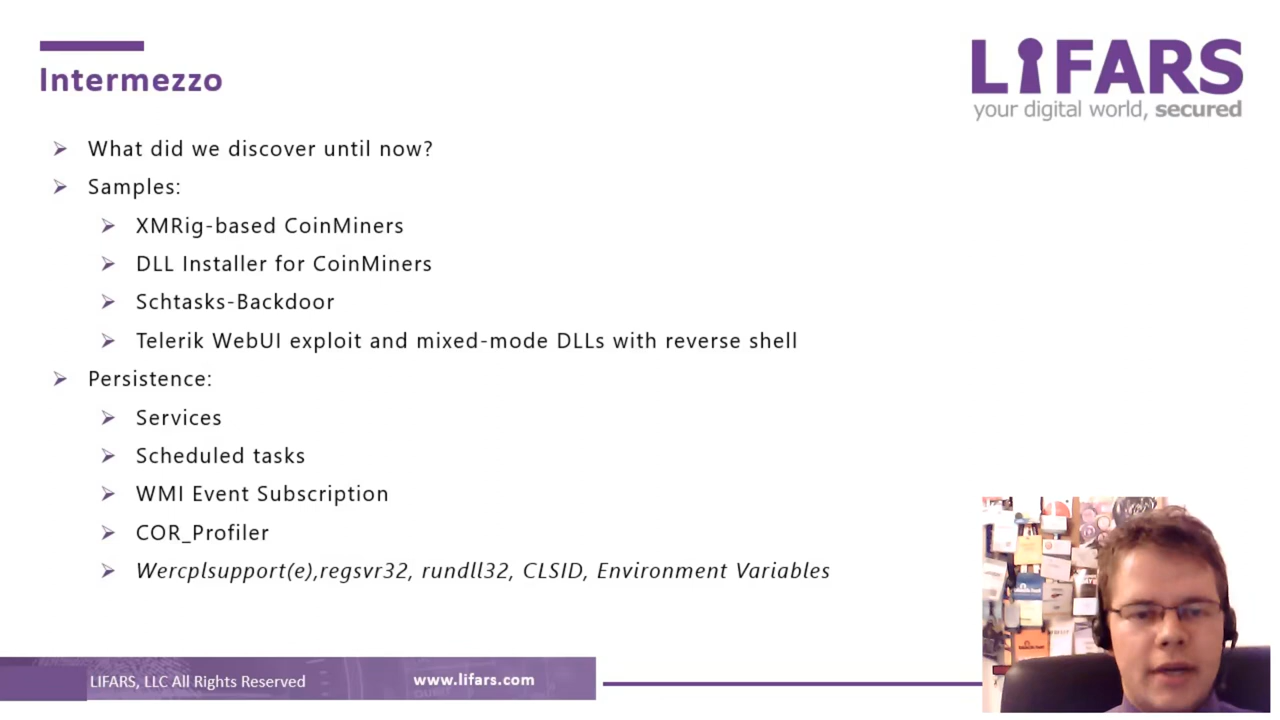 Intermezzo
LIFARS
your digital world, secured
What did we discover until now?
Samples:
XMRig-based CoinMiners
DLL Installer for CoinMiners
Schtasks-Backdoor
Telerik WebUI exploit and mixed-mode DLLs with reverse shell
Persistence:
Services
Scheduled tasks
WMI Event Subscription
COR_Profiler
Wercplsupport(e),regsvr32, rundll32, CLSID, Environment Variables
LIFARS, LLC All Rights Reserved
www.lifars.com